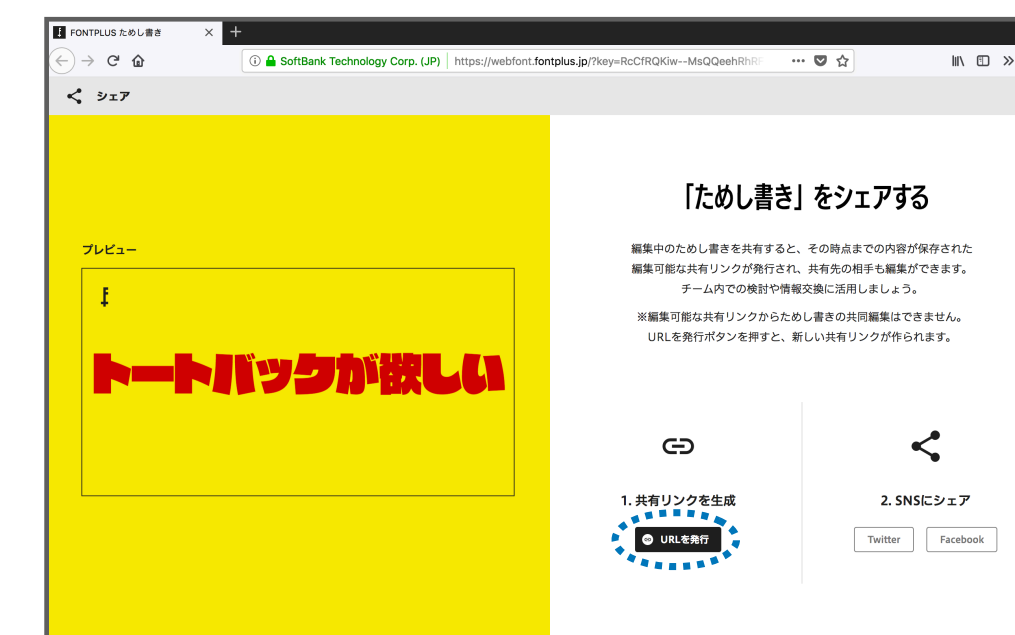 FONTPLUS ためし書き
SoftBank Technology Corp. (JP) https://webfont.fontplus.jp/?key=RcCfRQKiw--MsQQeehRhRF
シェア
プレビュー
トートバックが欲しい
「ためし書き」をシェアする
編集中のためし書きを共有すると、その時点までの内容が保存された
編集可能な共有リンクが発行され、共有先の相手も編集ができます。
チーム内での検討や情報交換に活用しましょう。
※編集可能な共有リンクからためし書きの共同編集はできません。
URLを発行ボタンを押すと、新しい共有リンクが作られます。
1. 共有リンクを生成
URLを発行
2. SNSにシェア
Twitter Facebook